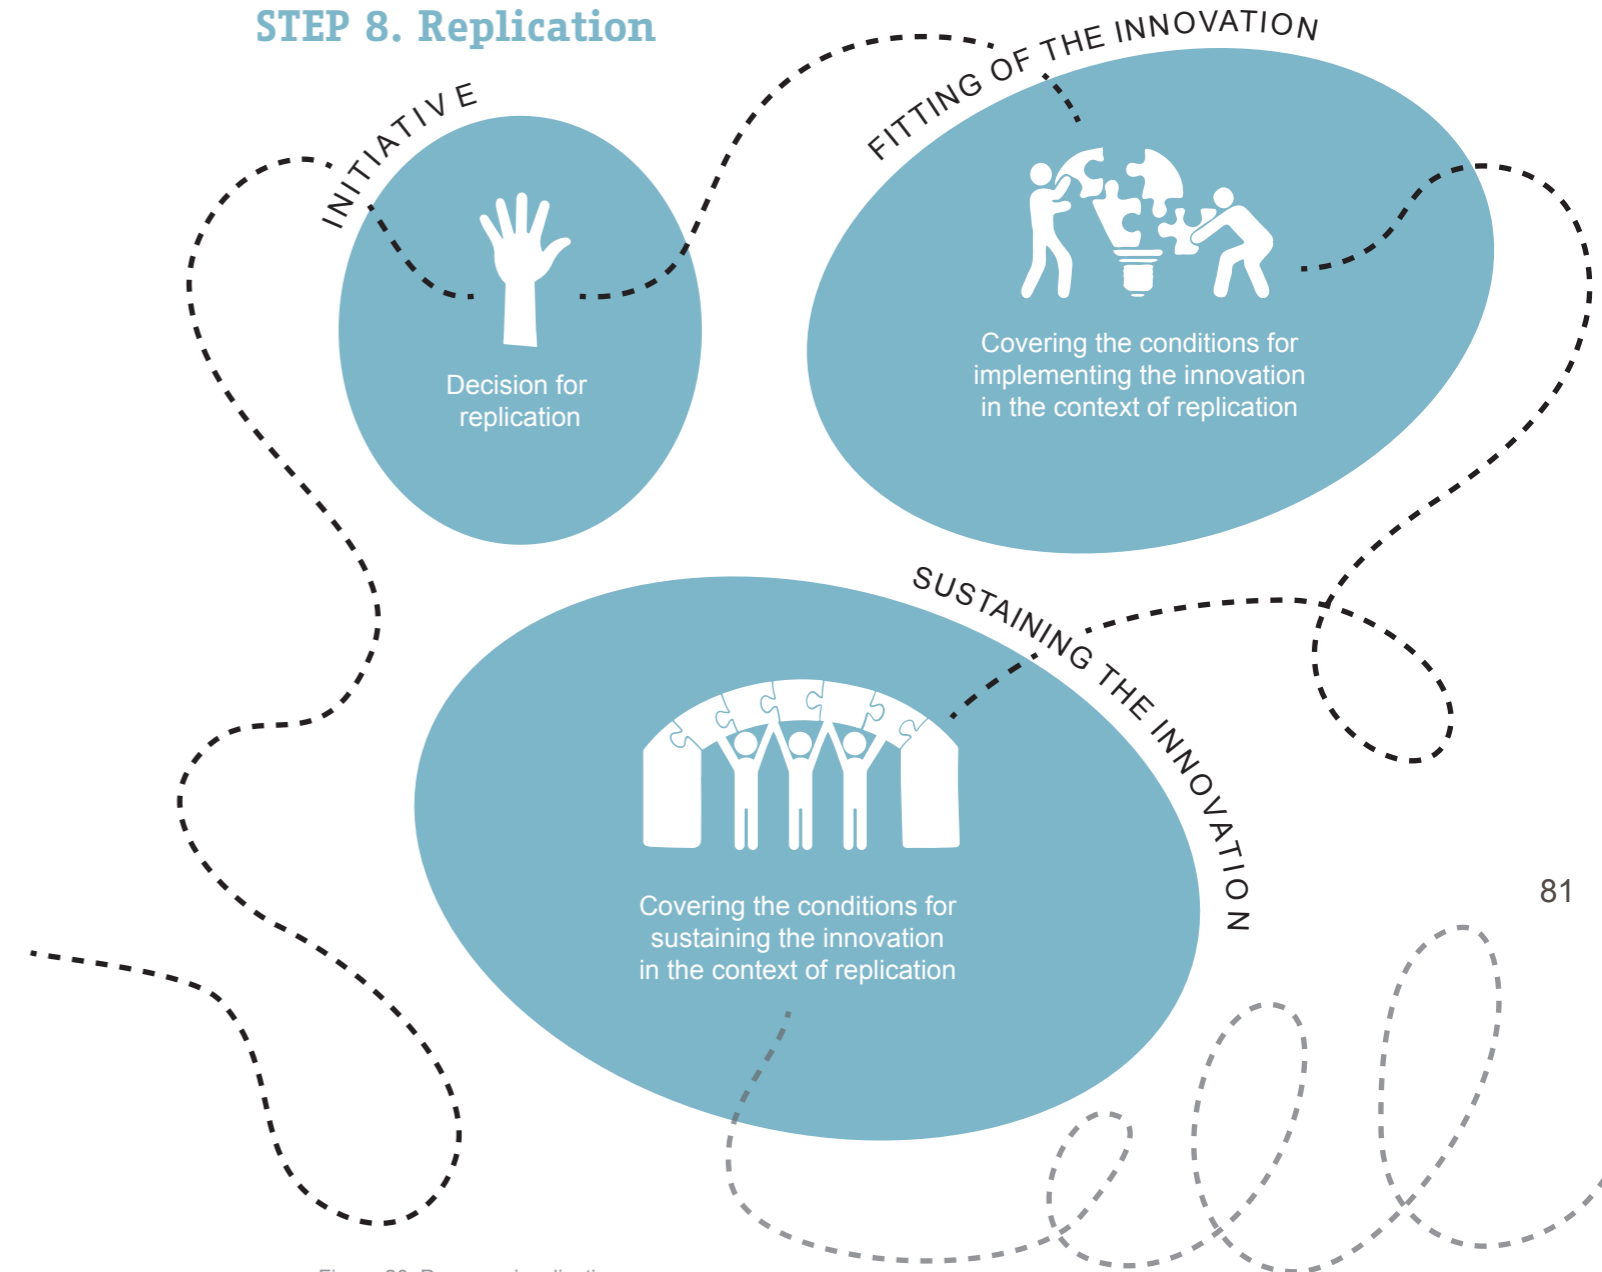 STEP 8. Replication
INITIATIVE
Decision for
replication
FITTING OF THE INNOVATION
Covering the conditions for
implementing the innovation
in the context of replication
SUSTAINING THE INNOVATION
Covering the conditions for
sustaining the innovation
in the context of replication
81